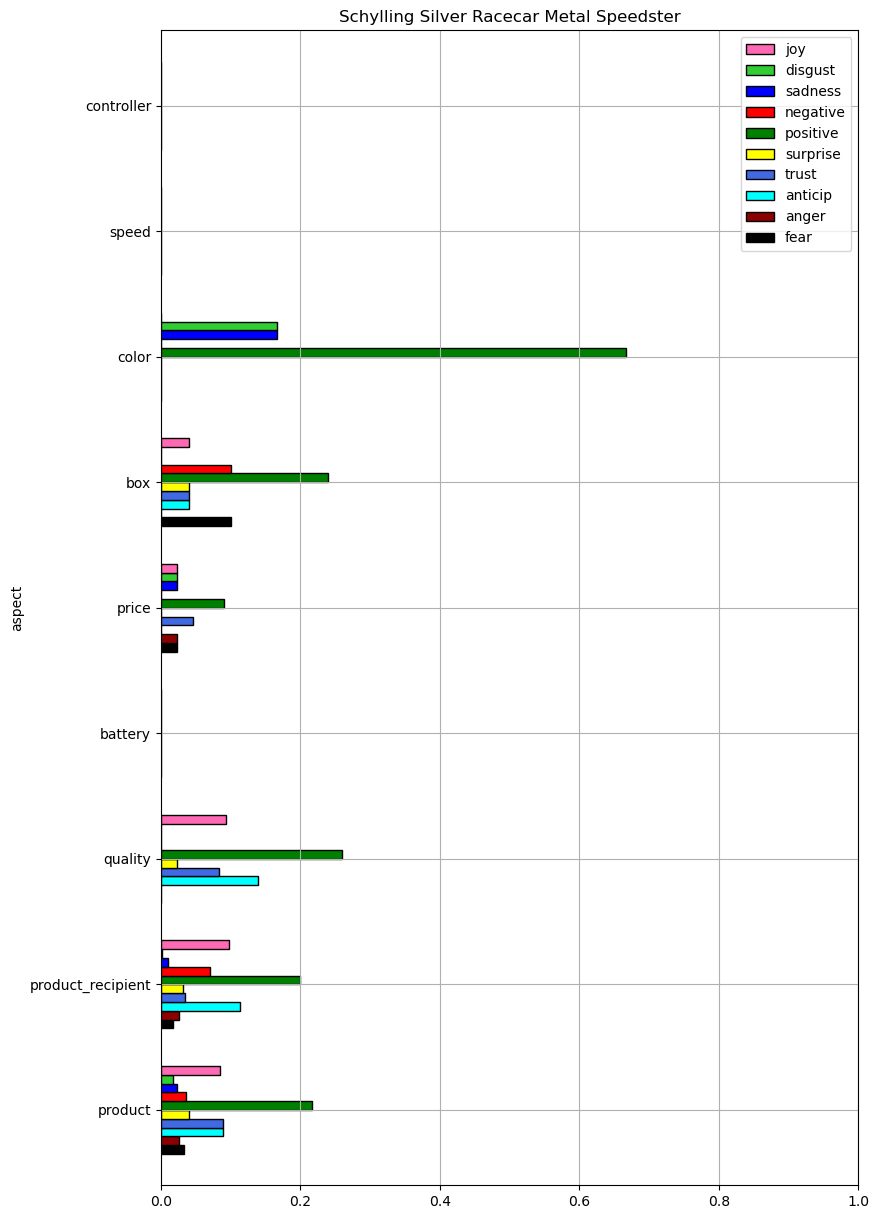 Schylling Silver Racecar Metal Speedster
joy
disgust
sadness
negative
positive
surprise
trust
anticip
anger
fear
controller
speed
color
box
price
battery
quality
product_recipient
product
aspect
0.0 0.2 0.4 0.6 0.8 1.0